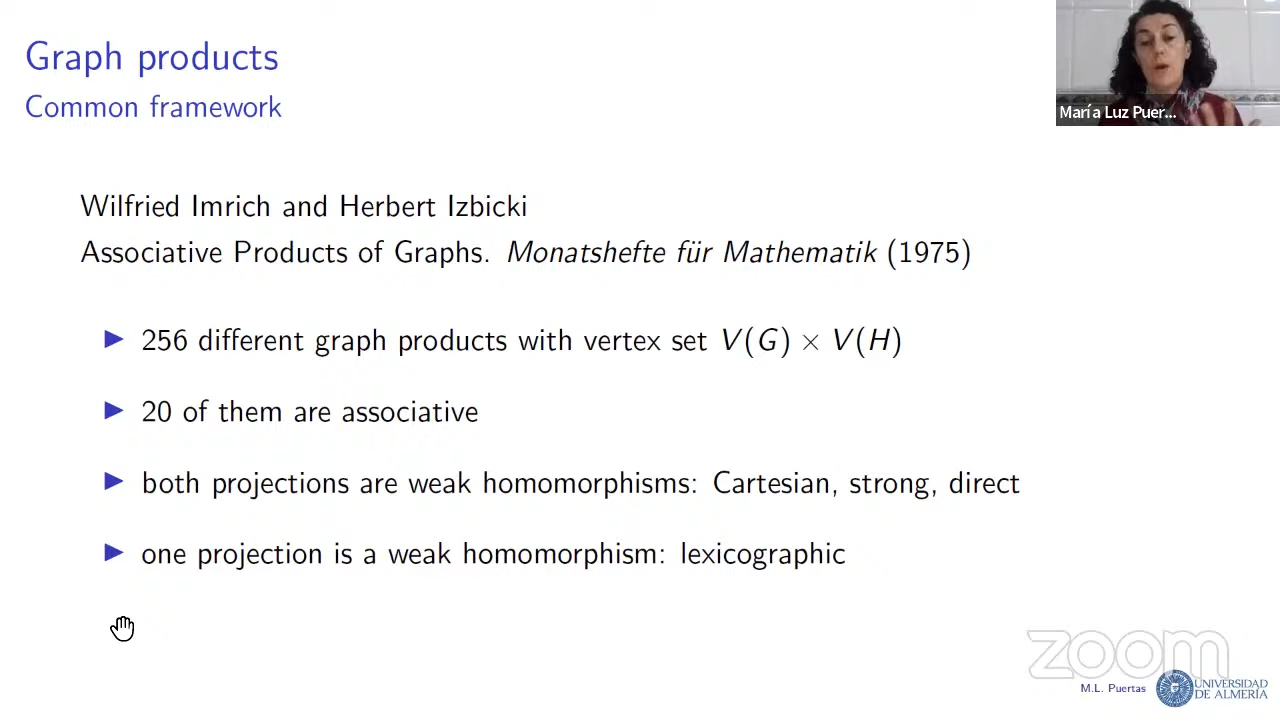 Graph products
Common framework
María Luz Puer...
Wilfried Imrich and Herbert Izbicki
Associative Products of Graphs. Monatshefte für Mathematik (1975)
256 different graph products with vertex set V(G) × V(H)
20 of them are associative
both projections are weak homomorphisms: Cartesian, strong, direct
one projection is a weak homomorphism: lexicographic
zoom
M.L. Puertas
UNIVERSIDAD
DE ALMERÍA